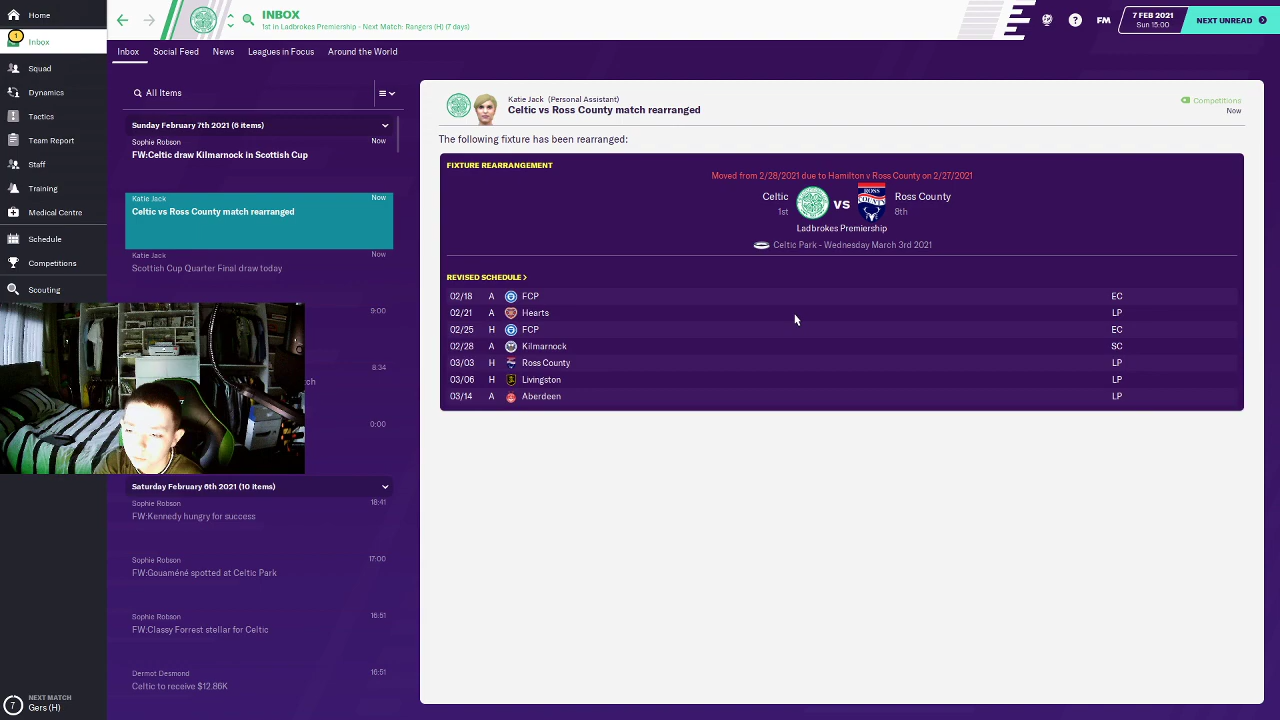 INBOX
1st in Ladbrokes Premiership - Next Match: Rangers (H) (7 days)
?
FM
7 FEB 2021
Sun 15:00
NEXT UNREAD
1
Inbox
Squad
Dynamics
Tactics
Team Report
Staff
Training
Medical Centre
Schedule
Competitions
Scouting
NEXT MATCH
7
Gers (H)
Inbox
Social Feed
News
Leagues in Focus
Around the World
All Items
Sunday February 7th 2021 (6 items)
Sophie Robson
Now
FW:Celtic draw Kilmarnock in Scottish Cup
Katie Jack
Now
Celtic vs Ross County match rearranged
Katie Jack
Now
Scottish Cup Quarter Final draw today
9:00
8:34
tch
0:00
Saturday February 6th 2021 (10 items)
Sophie Robson
18:41
FW:Kennedy hungry for success
Sophie Robson
17:00
FW:Gouaméné spotted at Celtic Park
Sophie Robson
16:51
FW:Classy Forrest stellar for Celtic
Dermot Desmond
16:51
Celtic to receive $12.86K
Katie Jack (Personal Assistant)
Celtic vs Ross County match rearranged
Competitions
Now
The following fixture has been rearranged:
FIXTURE REARRANGEMENT
Moved from 2/28/2021 due to Hamilton v Ross County on 2/27/2021
Celtic
1st
vs
ROSS
COUNTY
Ross County
8th
Ladbrokes Premiership
Celtic Park - Wednesday March 3rd 2021
REVISED SCHEDULE >
02/18 A FCP EC
02/21 A Hearts LP
02/25 H FCP EC
02/28 A Kilmarnock SC
03/03 H Ross County LP
03/06 H Livingston LP
03/14 A Aberdeen LP